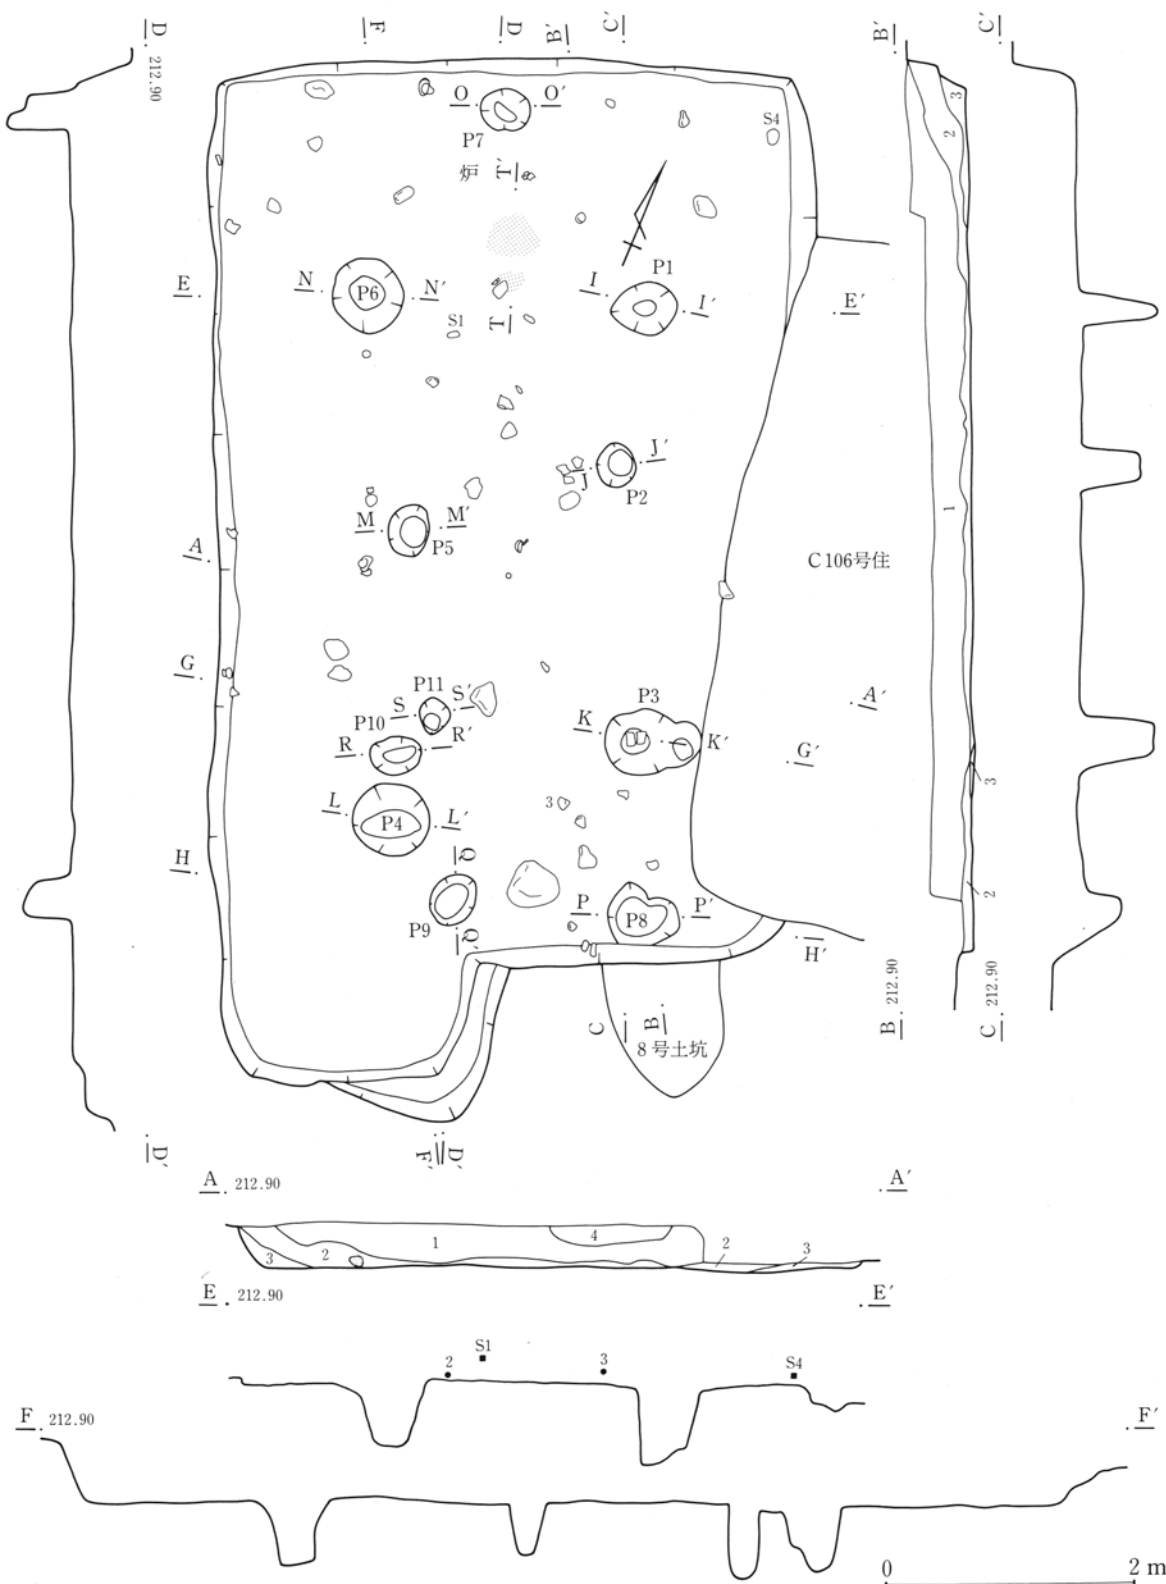 D
F
D
B′
C′
B′
C′
212.90
O
O′
P7
S4
3
2
炉
T′
P1
E
N
N′
P6
I
I′
E′
S1
T
J
J′
P2
M
M′
P5
1
A
C106号住
G
P11
S
S′
P10
R
R′
P3
K
K′
A′
G′
3
L
L′
P4
3
H
Q
2
P
P′
P8
P9
Q′
H′
B 212.90
C 212.90
C
B
8号土坑
D′
F′
D′
A 212.90
A′
4
1
2
3
2
3
E 212.90
E′
S1
2
3
S4
F 212.90
F′
0
2 m